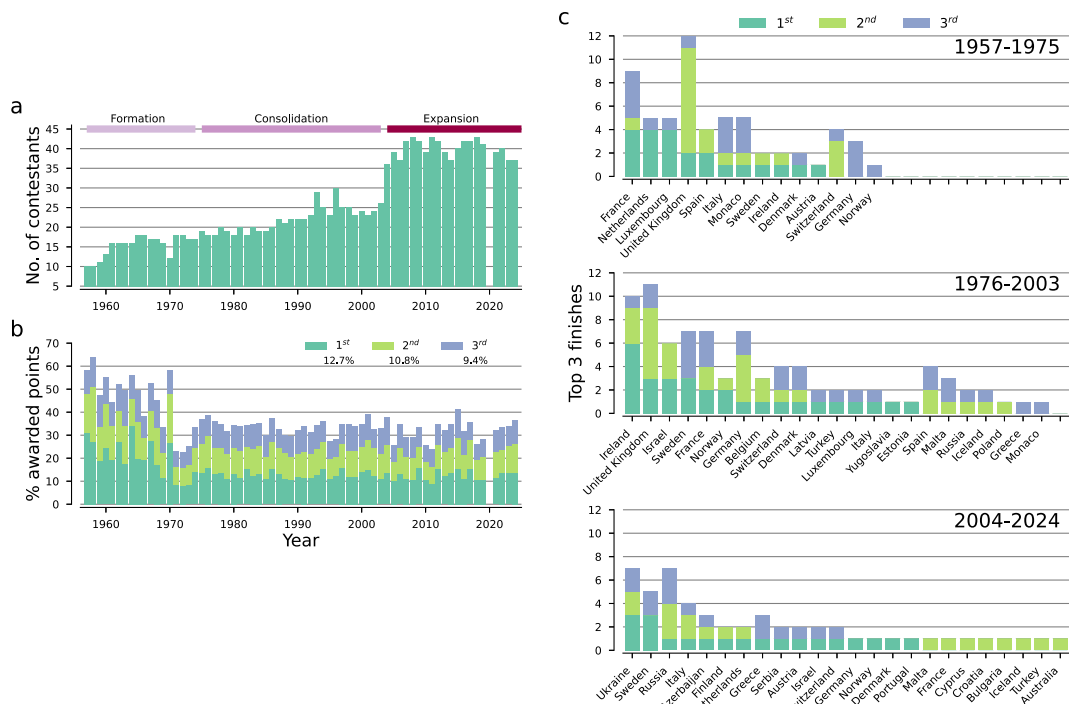 a
Formation Consolidation Expansion
No. of contestants
45
40
35
30
25
20
15
10
5
1960 1970 1980 1990 2000 2010 2020
b
% awarded points
70
60
50
40
30
20
10
0
1st 2nd 3rd
12.7% 10.8% 9.4%
1960 1970 1980 1990 2000 2010 2020
Year
c
1st 2nd 3rd
Top 3 finishes
1957-1975
12
10
8
6
4
2
0
France Netherlands Luxembourg United Kingdom Spain Italy Monaco Sweden Ireland Denmark Austria Switzerland Germany Norway
1976-2003
12
10
8
6
4
2
0
Ireland United Kingdom Israel Sweden France Norway Germany Belgium Switzerland Denmark Latvia Turkey Luxembourg Italy Yugoslavia Estonia Spain Malta Russia Iceland Poland Greece Monaco
2004-2024
12
10
8
6
4
2
0
Ukraine Sweden Russia Italy zerbaijan Finland therlands Greece Serbia Austria Israel witzerland Germany Norway Denmark Portugal Malta France Cyprus Croatia Bulgaria Iceland Turkey Australia